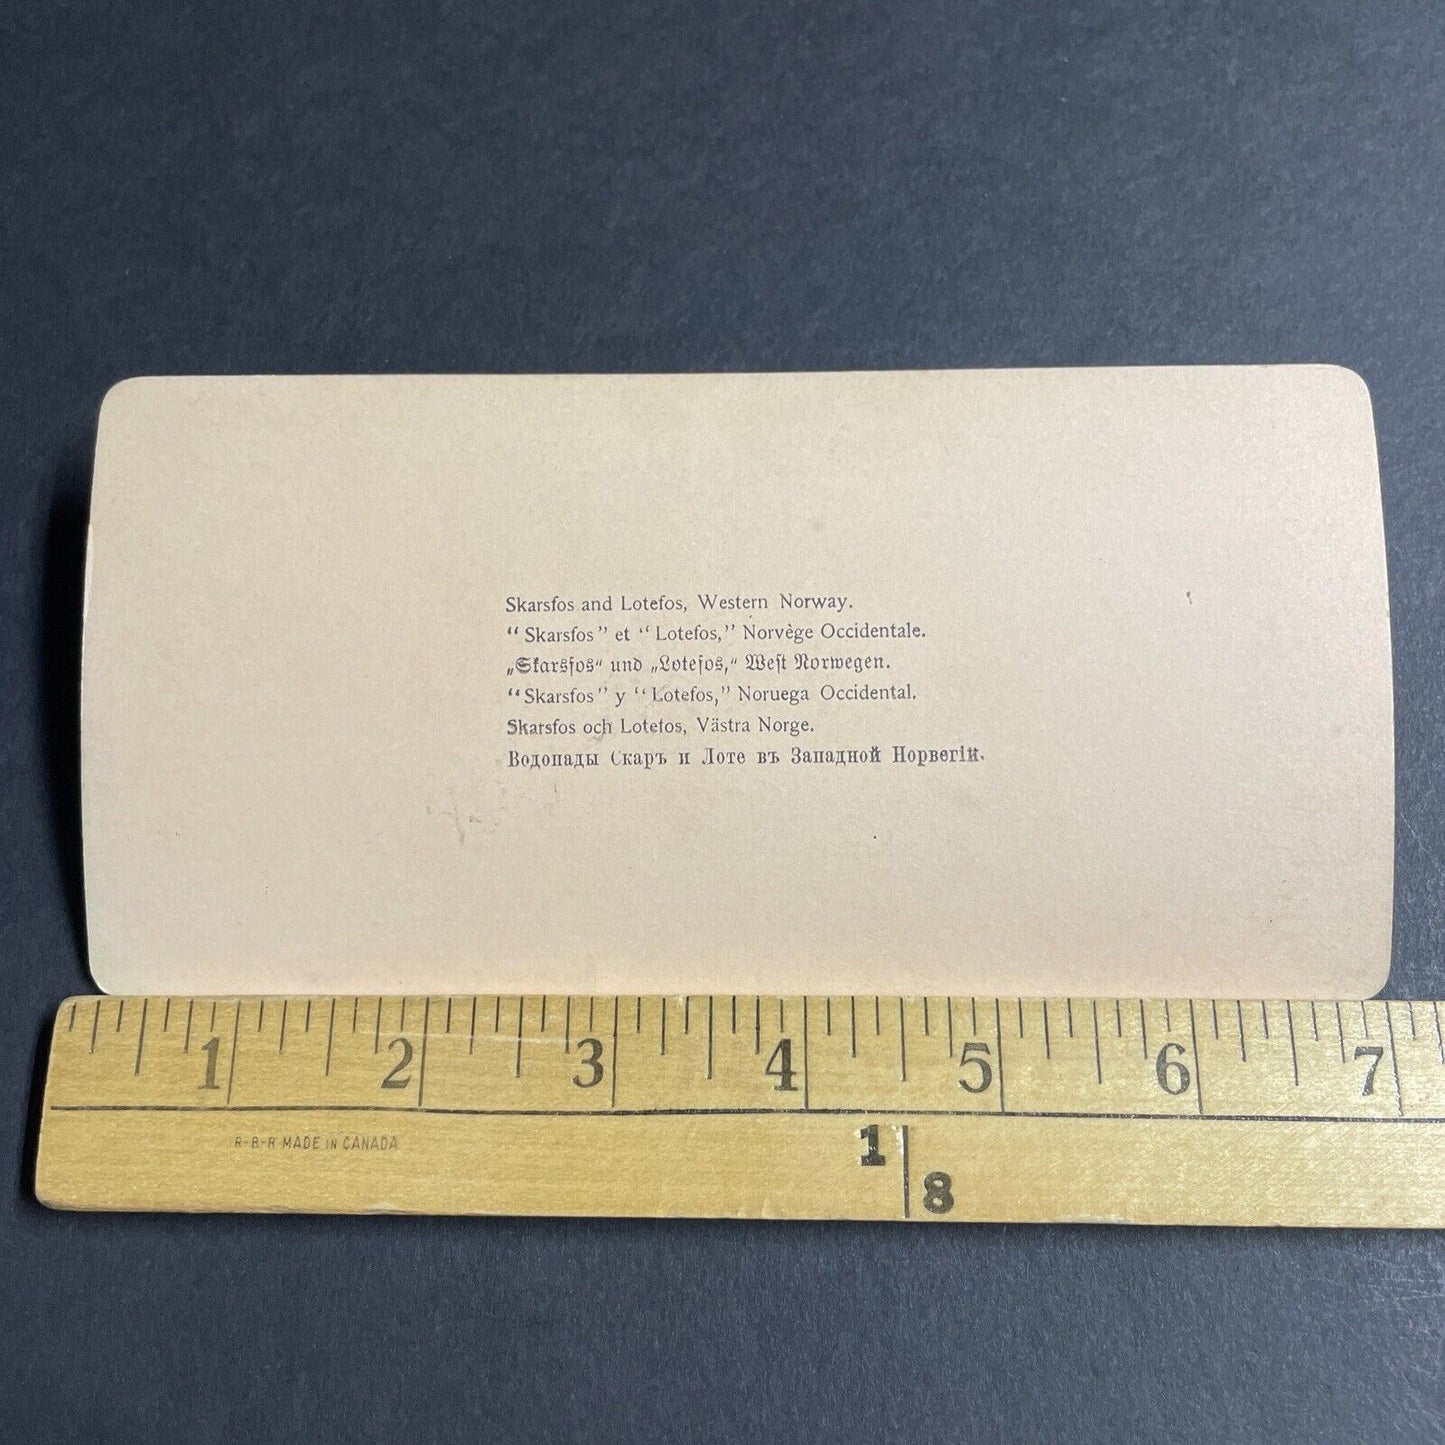 Skarsfos and Lotefos, Western Norway.
“Skarsfos” et “Lotefos,” Norvège Occidentale.
„Skarsfos“ und „Lotefos,“ West Norwegen.
“Skarsfos” y “Lotefos,” Noruega Occidental.
Skarsfos och Lotefos, Västra Norge.
Водопады Скаръ и Лоте въ Западной Норвегiи.
1 2 3 4 5 6 7
R-B-R MADE IN CANADA
1
8